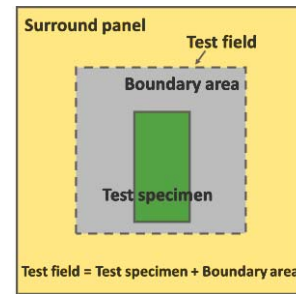 Surround panel
Test field
Boundary area
Test specimen
Test field = Test specimen + Boundary area